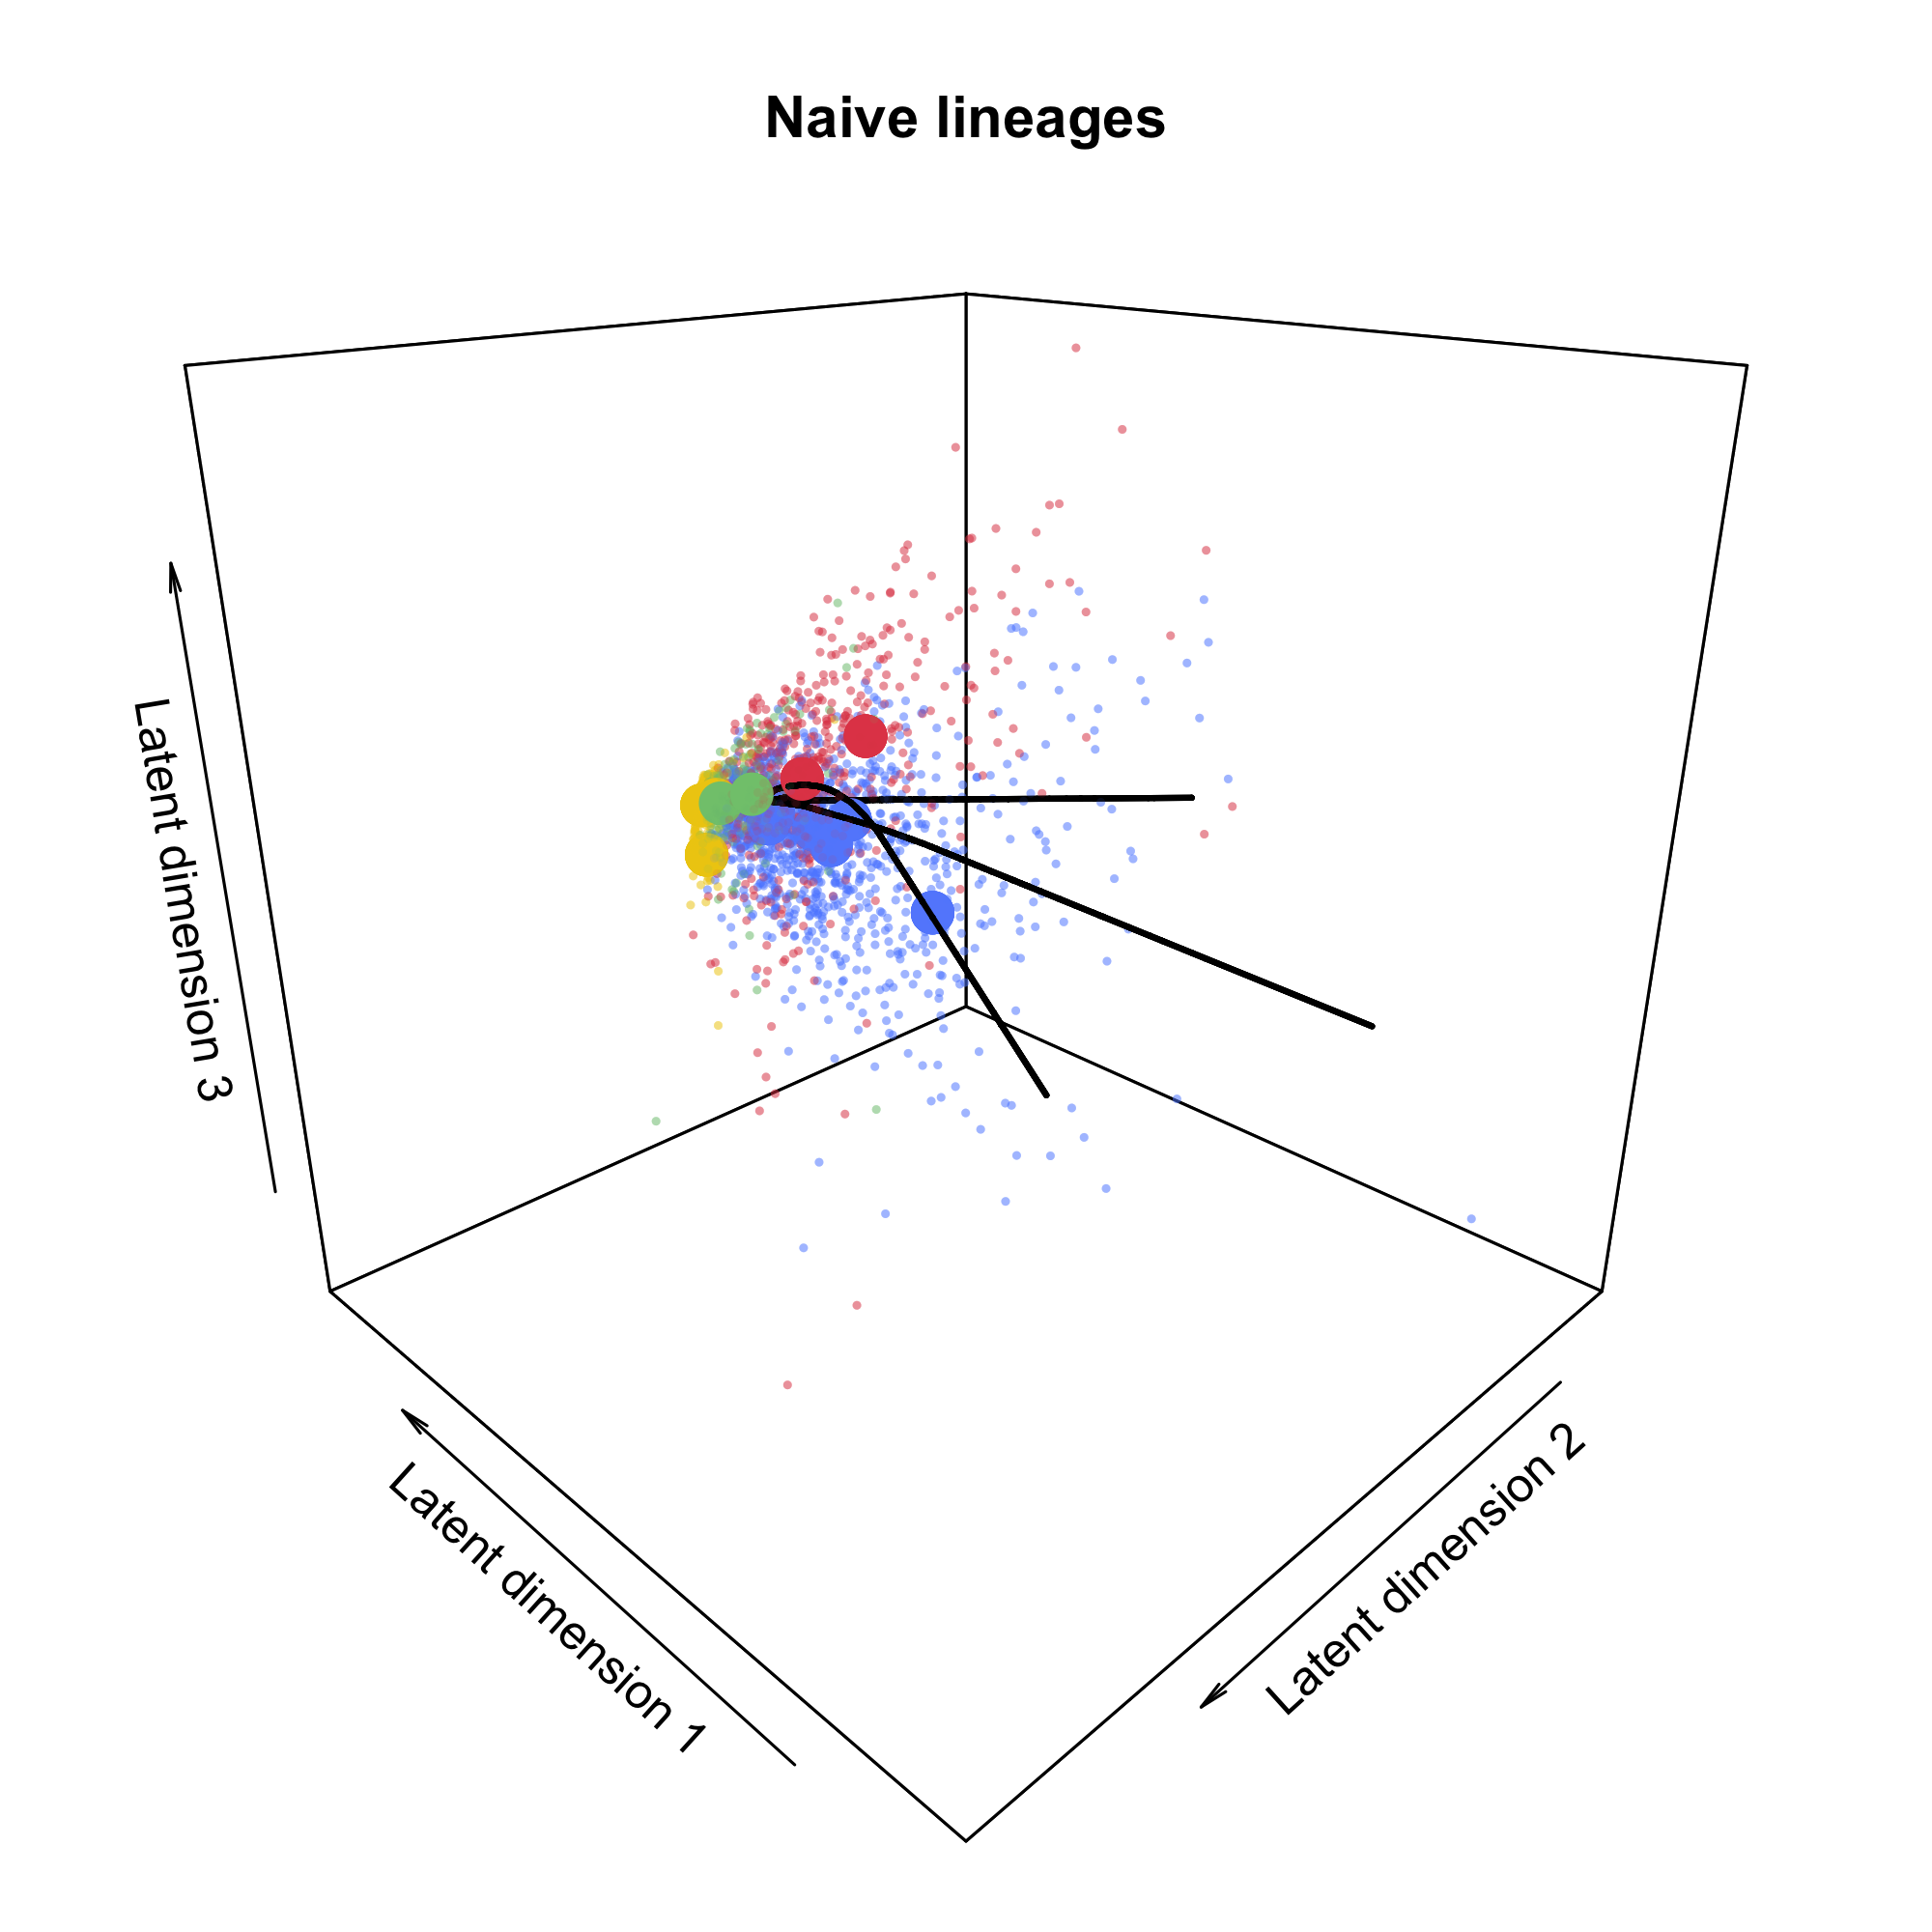 Naive lineages
Latent dimension 3
Latent dimension 1
Latent dimension 2